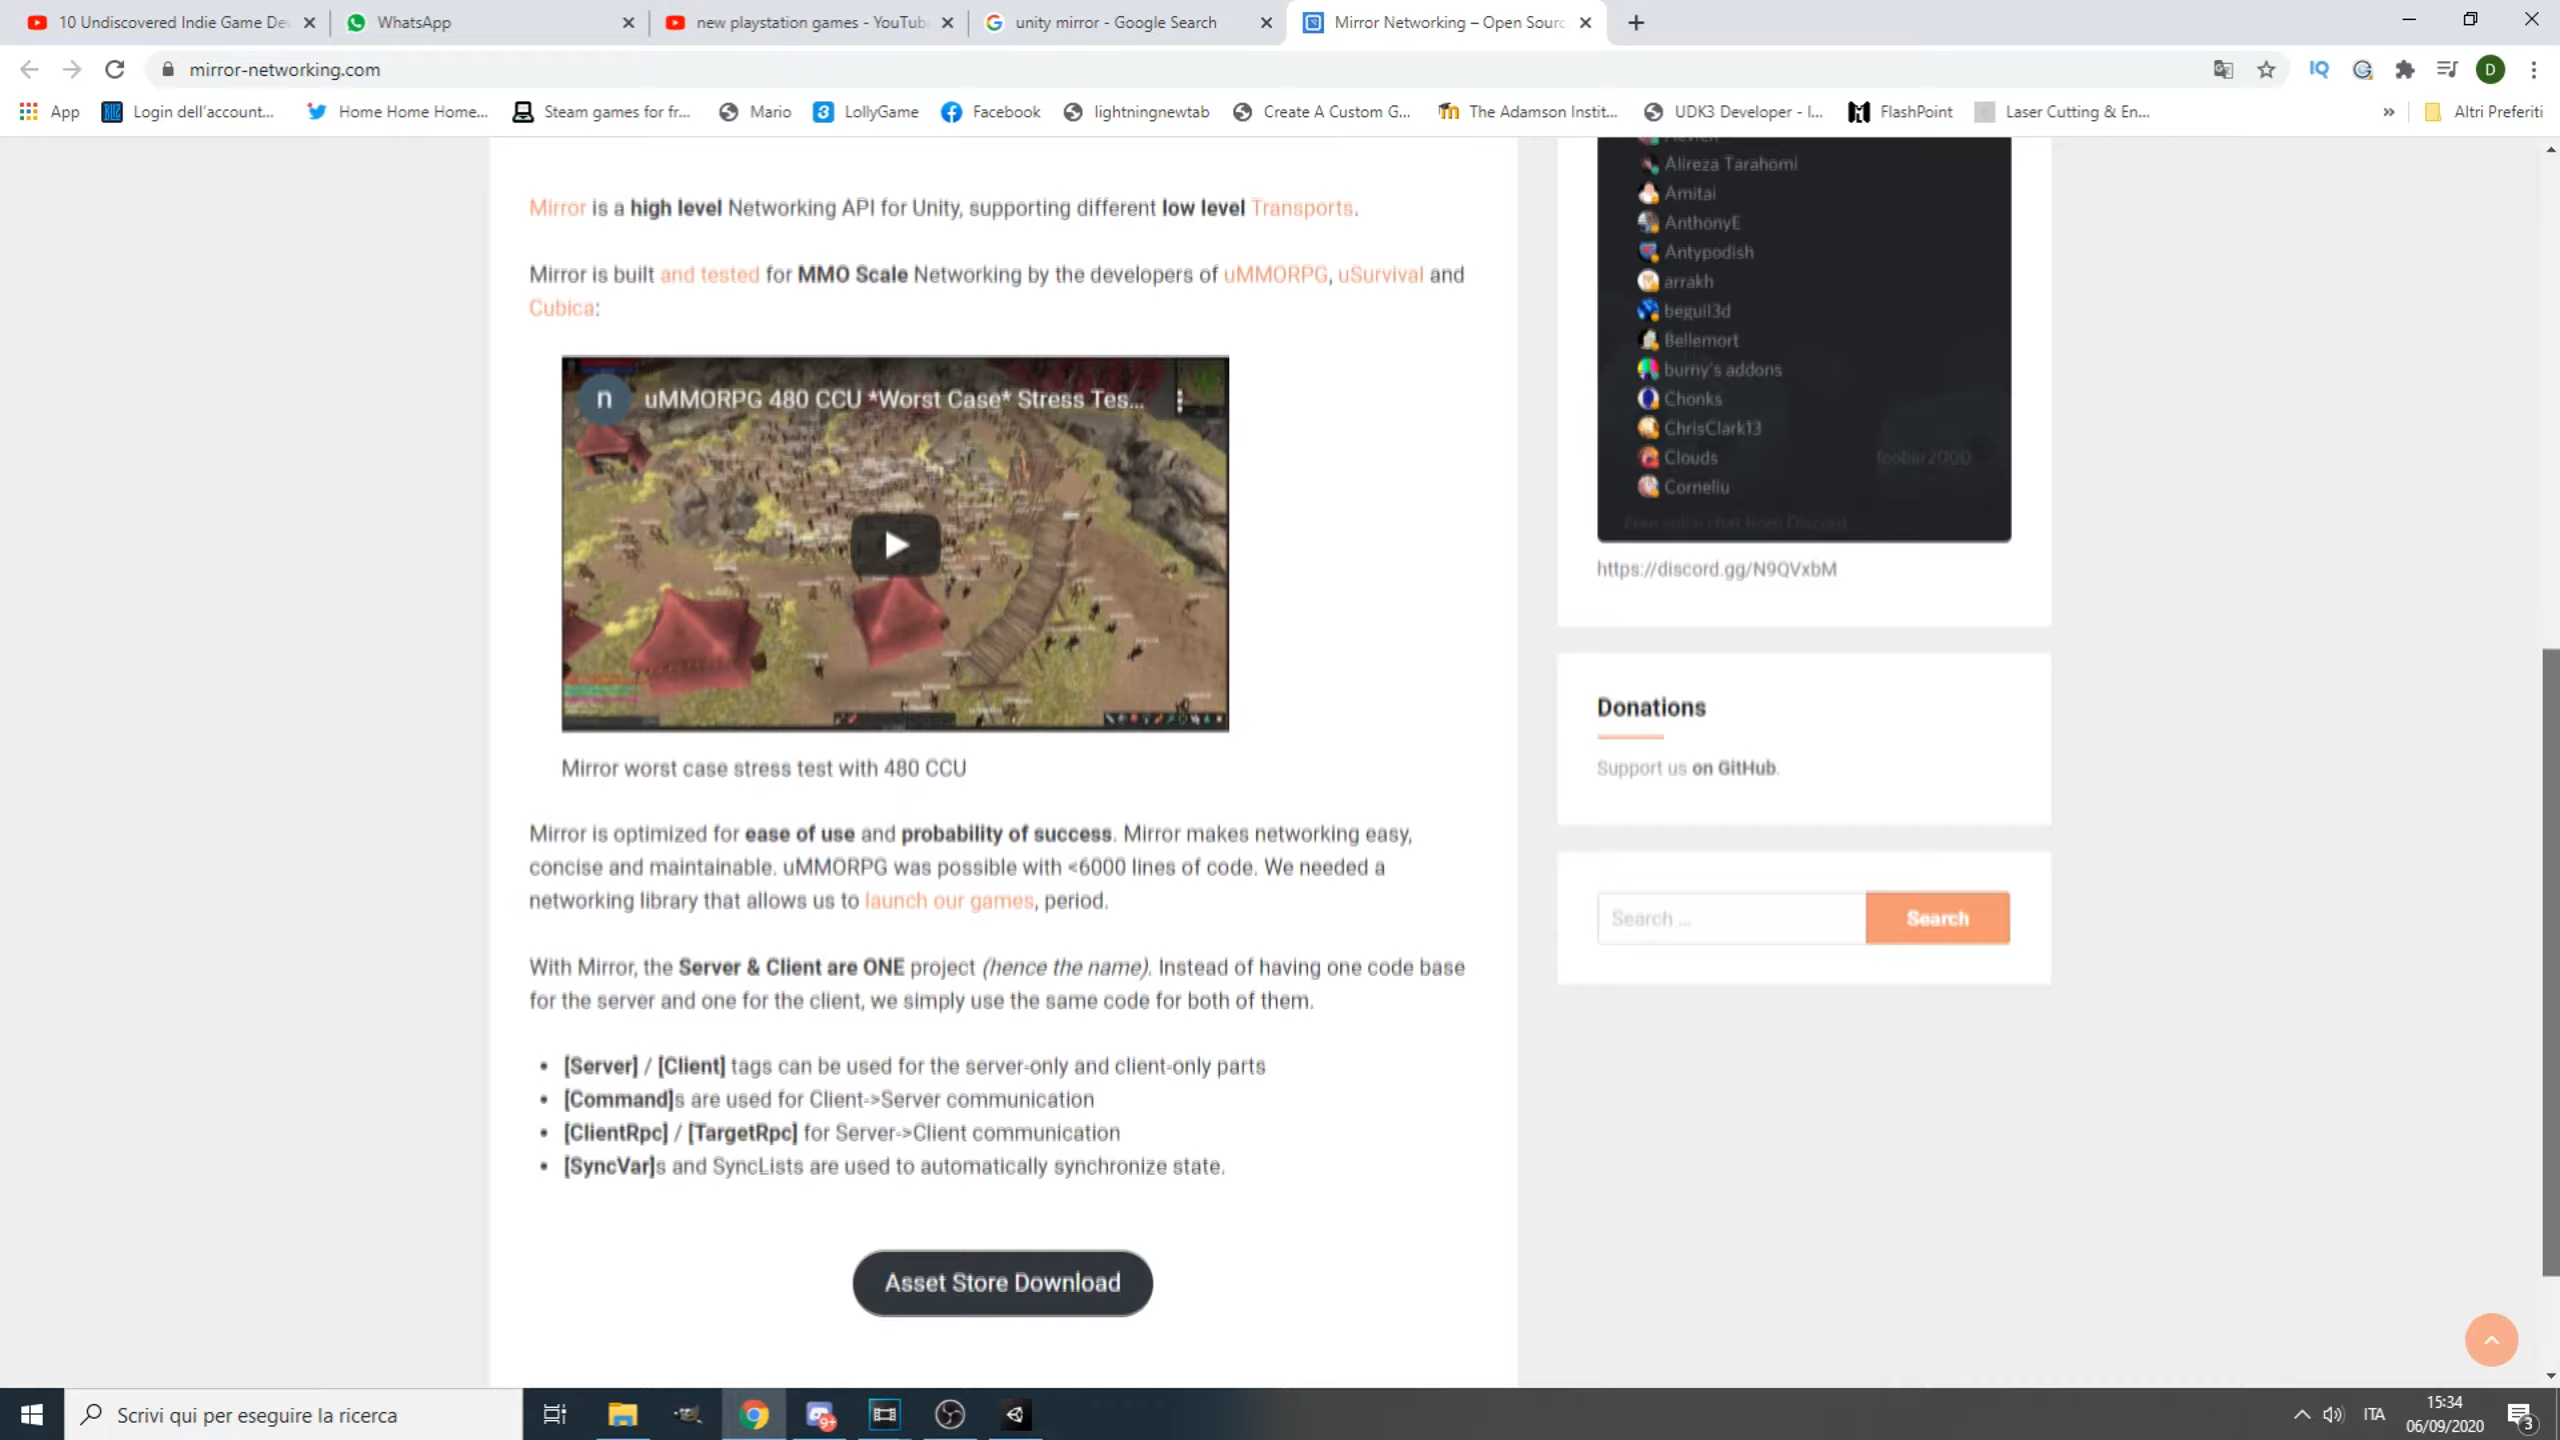 10 Undiscovered Indie Game De
WhatsApp
new playstation games - YouTub
unity mirror - Google Search
Mirror Networking – Open Sourc
mirror-networking.com
App
Login dell'account...
Home Home Home...
Steam games for fr...
Mario
LollyGame
Facebook
lightningnewtab
Create A Custom G...
The Adamson Instit...
UDK3 Developer - I...
FlashPoint
Laser Cutting & En...
»
Altri Preferiti
Mirror is a high level Networking API for Unity, supporting different low level Transports.
Mirror is built and tested for MMO Scale Networking by the developers of uMMORPG, uSurvival and
Cubica:
n
uMMORPG 480 CCU *Worst Case* Stress Tes...
Mirror worst case stress test with 480 CCU
Mirror is optimized for ease of use and probability of success. Mirror makes networking easy,
concise and maintainable. uMMORPG was possible with <6000 lines of code. We needed a
networking library that allows us to launch our games, period.
With Mirror, the Server & Client are ONE project (hence the name). Instead of having one code base
for the server and one for the client, we simply use the same code for both of them.
• [Server] / [Client] tags can be used for the server-only and client-only parts
• [Command]s are used for Client->Server communication
• [ClientRpc] / [TargetRpc] for Server->Client communication
• [SyncVar]s and SyncLists are used to automatically synchronize state.
Asset Store Download
Alireza Tarahomi
Amitai
AnthonyE
Antypodish
arrakh
beguil3d
Bellemort
burny's addons
Chonks
ChrisClark13
Clouds
foobar2000
Corneliu
Free voice chat from Discord
https://discord.gg/N9QVxbM
Donations
Support us on GitHub.
Search ...
Search
Scrivi qui per eseguire la ricerca
9+
ITA
15:34
06/09/2020
3